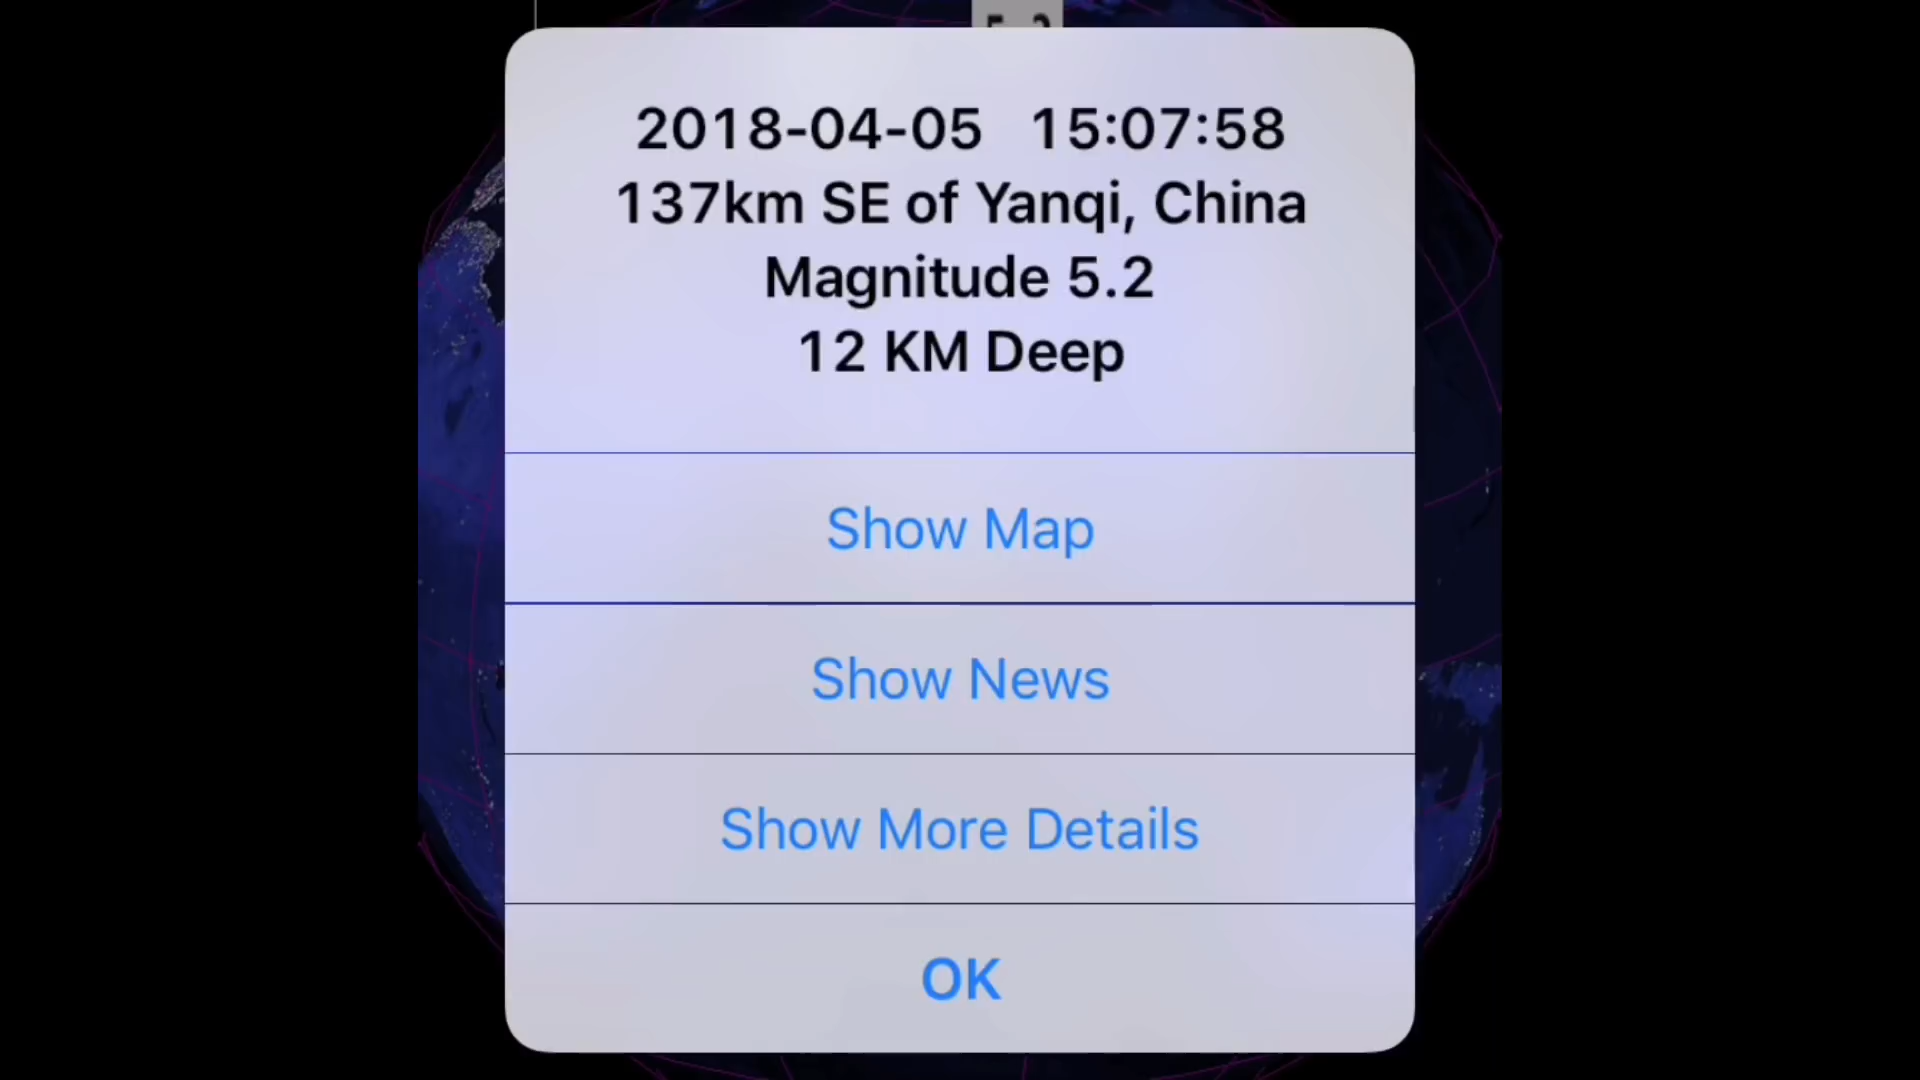 2018-04-05 15:07:58
137km SE of Yanqi, China
Magnitude 5.2
12 KM Deep
Show Map
Show News
Show More Details
OK